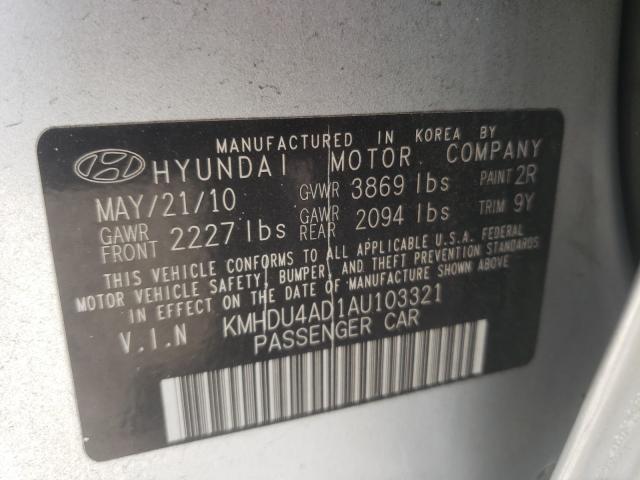 MANUFACTURED IN KOREA BY
HYUNDAI MOTOR COMPANY
MAY/21/10 GVWR 3869 lbs PAINT 2R
GAWR FRONT 2227 lbs GAWR REAR 2094 lbs TRIM 9Y
THIS VEHICLE CONFORMS TO ALL APPLICABLE U.S.A. FEDERAL
MOTOR VEHICLE SAFETY, BUMPER, AND THEFT PREVENTION STANDARDS
IN EFFECT ON THE DATE OF MANUFACTURE SHOWN ABOVE
V.I.N KMHDU4AD1AU103321
PASSENGER CAR